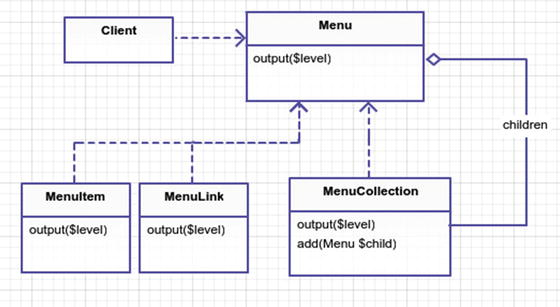 Client
Menu
output($level)
children
MenuItem
output($level)
MenuLink
output($level)
MenuCollection
output($level)
add(Menu $child)